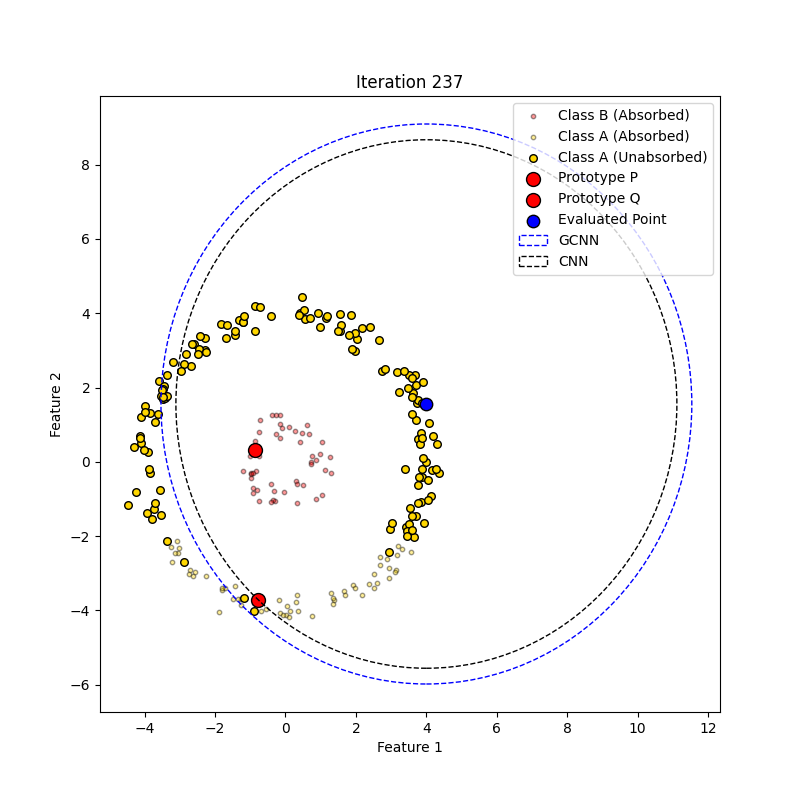 Iteration 237
Class B (Absorbed)
Class A (Absorbed)
Class A (Unabsorbed)
Prototype P
Prototype Q
Evaluated Point
GCNN
CNN
Feature 2
8
6
4
2
0
−2
−4
−6
−4
−2
0
2
4
6
8
10
12
Feature 1